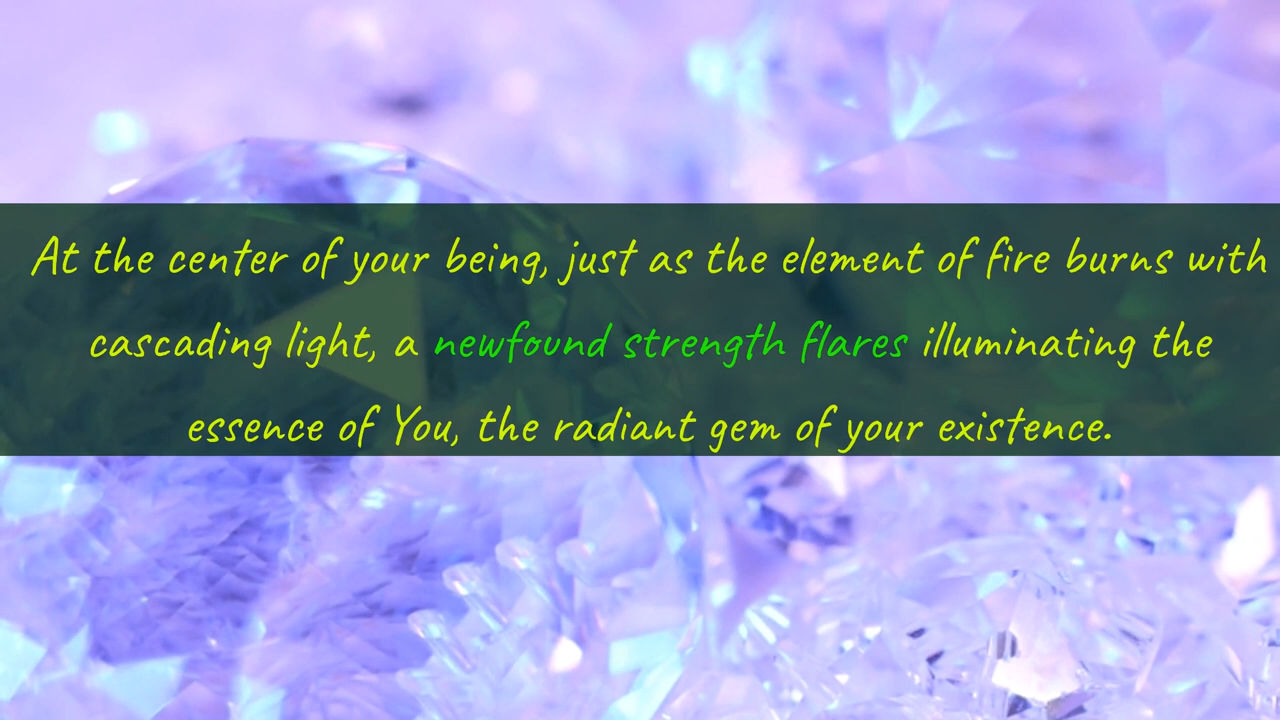 At the center of your being, just as the element of fire burns with
cascading light, a newfound strength flares illuminating the
essence of You, the radiant gem of your existence.